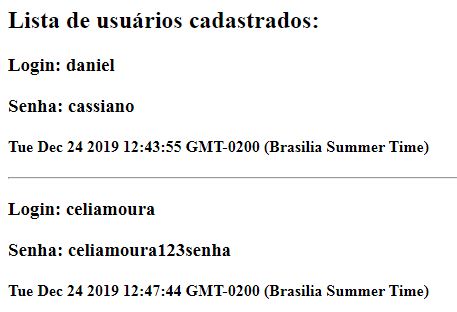 Lista de usuários cadastrados:
Login: daniel
Senha: cassiano
Tue Dec 24 2019 12:43:55 GMT-0200 (Brasilia Summer Time)
Login: celiamoura
Senha: celiamoura123senha
Tue Dec 24 2019 12:47:44 GMT-0200 (Brasilia Summer Time)